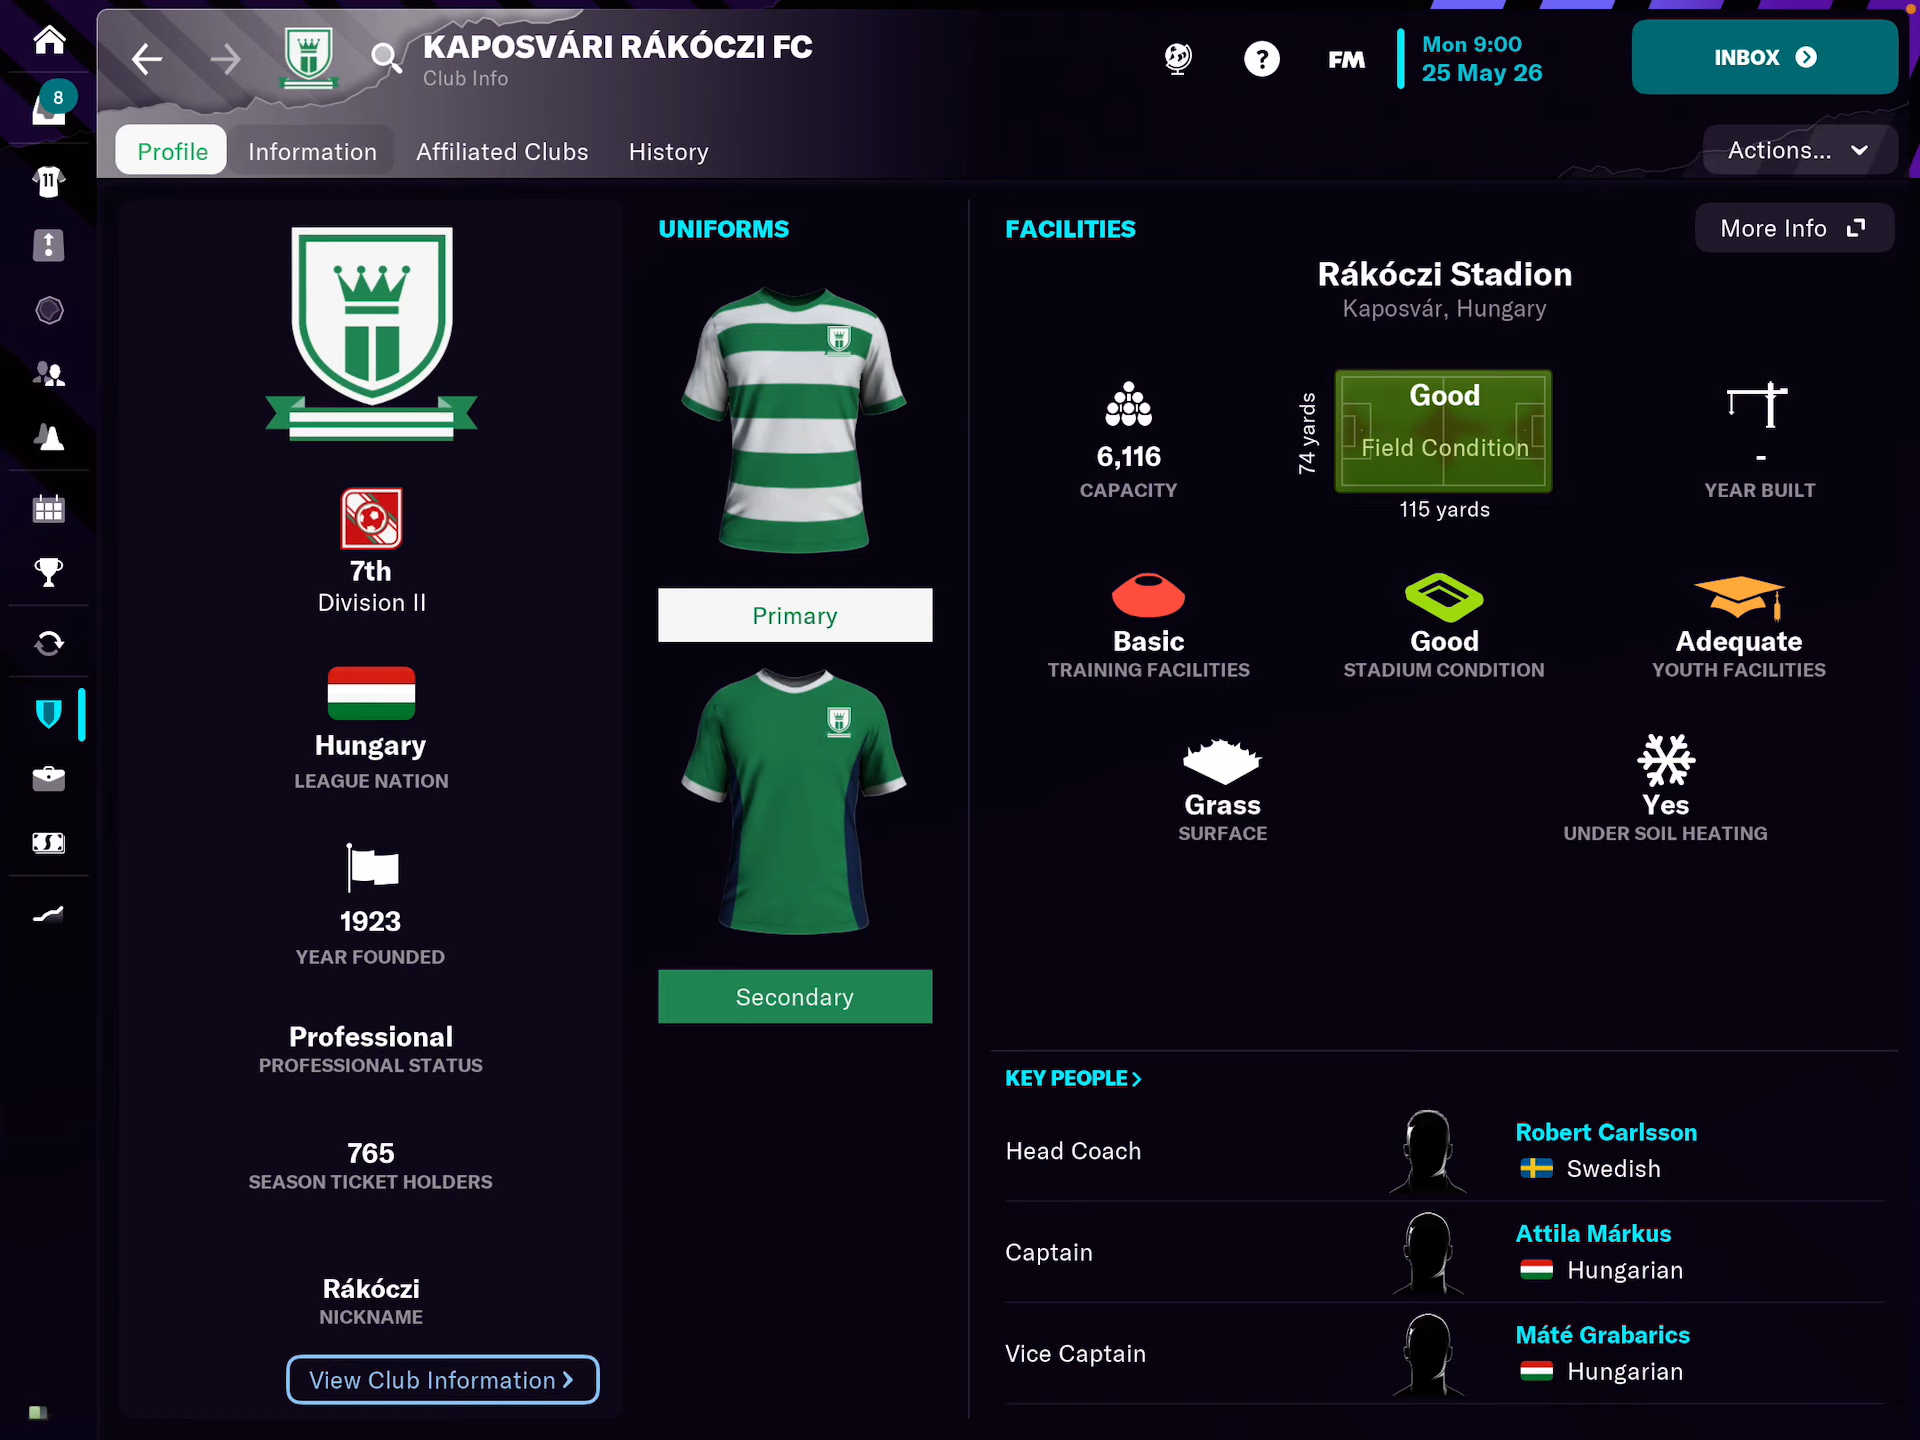 KAPOSVÁRI RÁKÓCZI FC
Club Info
FM
Mon 9:00
25 May 26
INBOX
8
Profile
Information
Affiliated Clubs
History
Actions...
11
7th
Division II
Hungary
LEAGUE NATION
1923
YEAR FOUNDED
Professional
PROFESSIONAL STATUS
765
SEASON TICKET HOLDERS
Rákóczi
NICKNAME
View Club Information
UNIFORMS
Primary
Secondary
FACILITIES
More Info
Rákóczi Stadion
Kaposvár, Hungary
6,116
CAPACITY
74 yards
Good
Field Condition
115 yards
-
YEAR BUILT
Basic
TRAINING FACILITIES
Good
STADIUM CONDITION
Adequate
YOUTH FACILITIES
Grass
SURFACE
Yes
UNDER SOIL HEATING
KEY PEOPLE
Head Coach
Robert Carlsson
Swedish
Captain
Attila Márkus
Hungarian
Vice Captain
Máté Grabarics
Hungarian